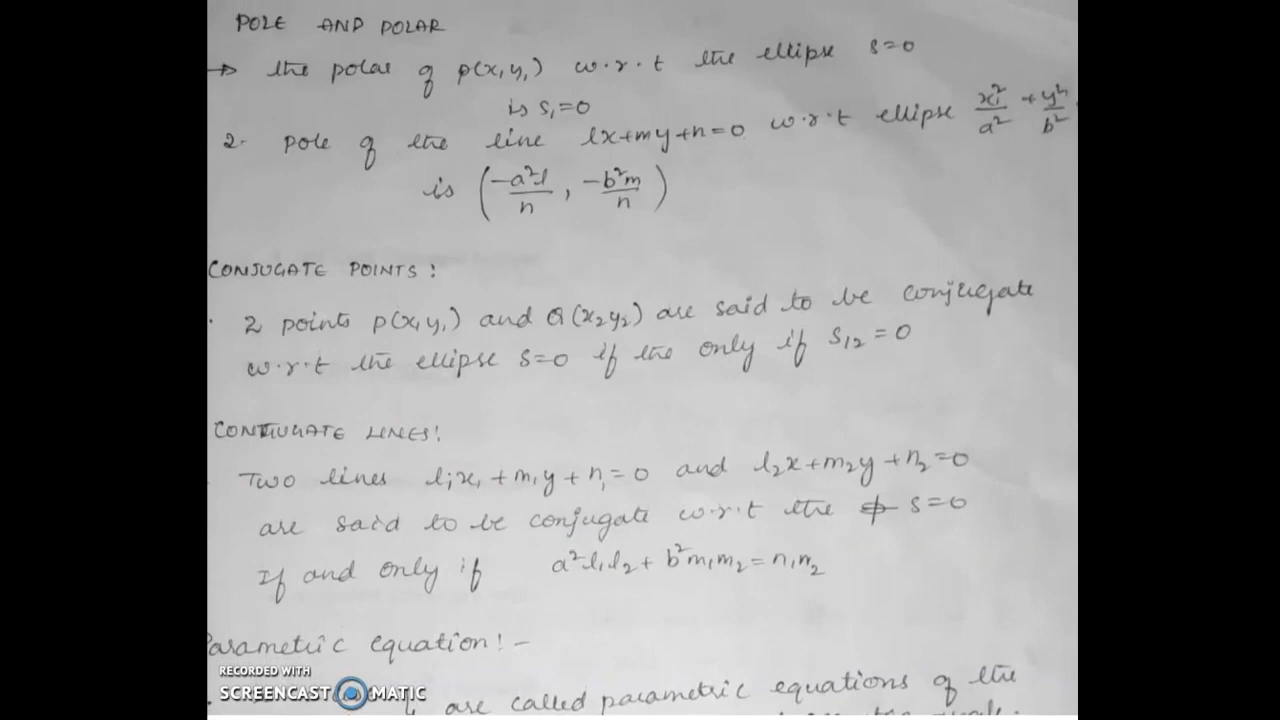 POLE AND POLAR
→ the polar of P(x₁y₁) w.r.t the ellipse s=0
is s₁=0
2. pole of the line lx+my+n=0 w.r.t ellipse x²/a² + y²/b²
is (-a²l/n, -b²m/n)
CONJUGATE POINTS:
2 points P(x₁y₁) and Q(x₂y₂) are said to be conjugate
w.r.t the ellipse s=0 if the only if s₁₂=0
CONJUGATE LINES:
Two lines l₁x₁+m₁y+n₁=0 and l₂x+m₂y+n₂=0
are said to be conjugate w.r.t the s=0
If and only if a²l₁l₂+b²m₁m₂=n₁n₂
Parametric equation:-
are called parametric equations of the
RECORDED WITH
SCREENCAST MATIC